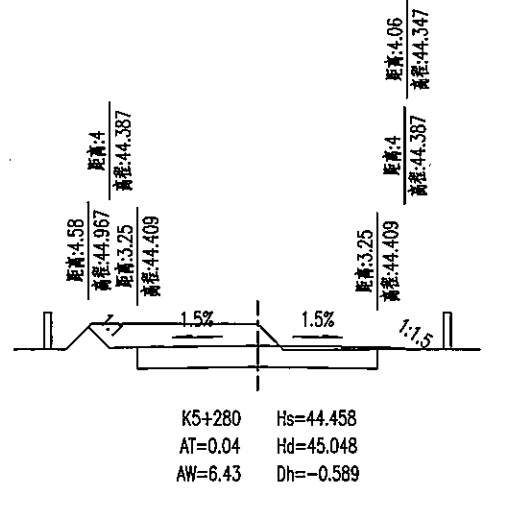 距离:4.06
高程:44.347
距离:4
高程:44.387
距离:4
高程:44.387
距离:4.58
高程:44.967
距离:3.25
高程:44.409
距离:3.25
高程:44.409
1:1
1.5%
1.5%
1:1.5
K5+280
Hs=44.458
AT=0.04
Hd=45.048
AW=6.43
Dh=-0.589